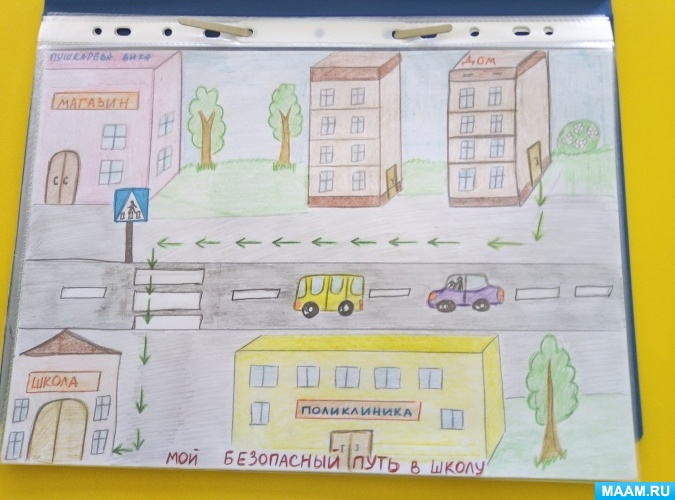 ПУШКАРЕВА ВИКА
ДОМ
МАГАЗИН
ШКОЛА
ПОЛИКЛИНИКА
МОЙ БЕЗОПАСНЫЙ ПУТЬ В ШКОЛУ
MAAM.RU